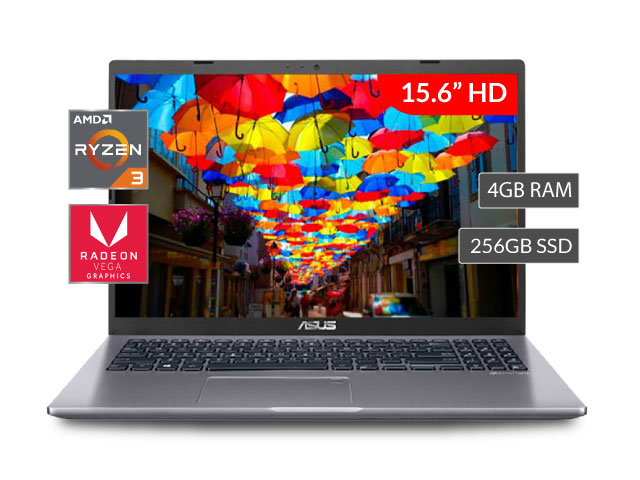 15.6” HD
AMD
RYZEN
3
4GB RAM
RADEON
VEGA
GRAPHICS
256GB SSD
ASUS